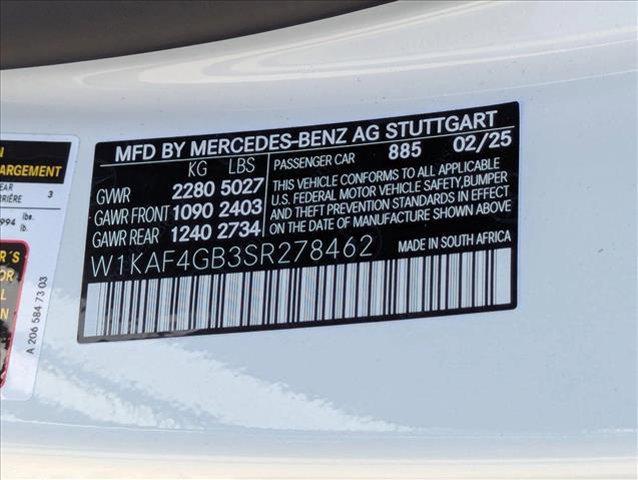 MFD BY MERCEDES-BENZ AG STUTTGART
KG LBS
PASSENGER CAR 885 02/25
GVWR 2280 5027
GAWR FRONT 1090 2403
GAWR REAR 1240 2734
THIS VEHICLE CONFORMS TO ALL APPLICABLE
U.S. FEDERAL MOTOR VEHICLE SAFETY, BUMPER
AND THEFT PREVENTION STANDARDS IN EFFECT
ON THE DATE OF MANUFACTURE SHOWN ABOVE
W1KAF4GB3SR278462
MADE IN SOUTH AFRICA
ARGEMENT
3
994 lbs.
A 206 584 73 03